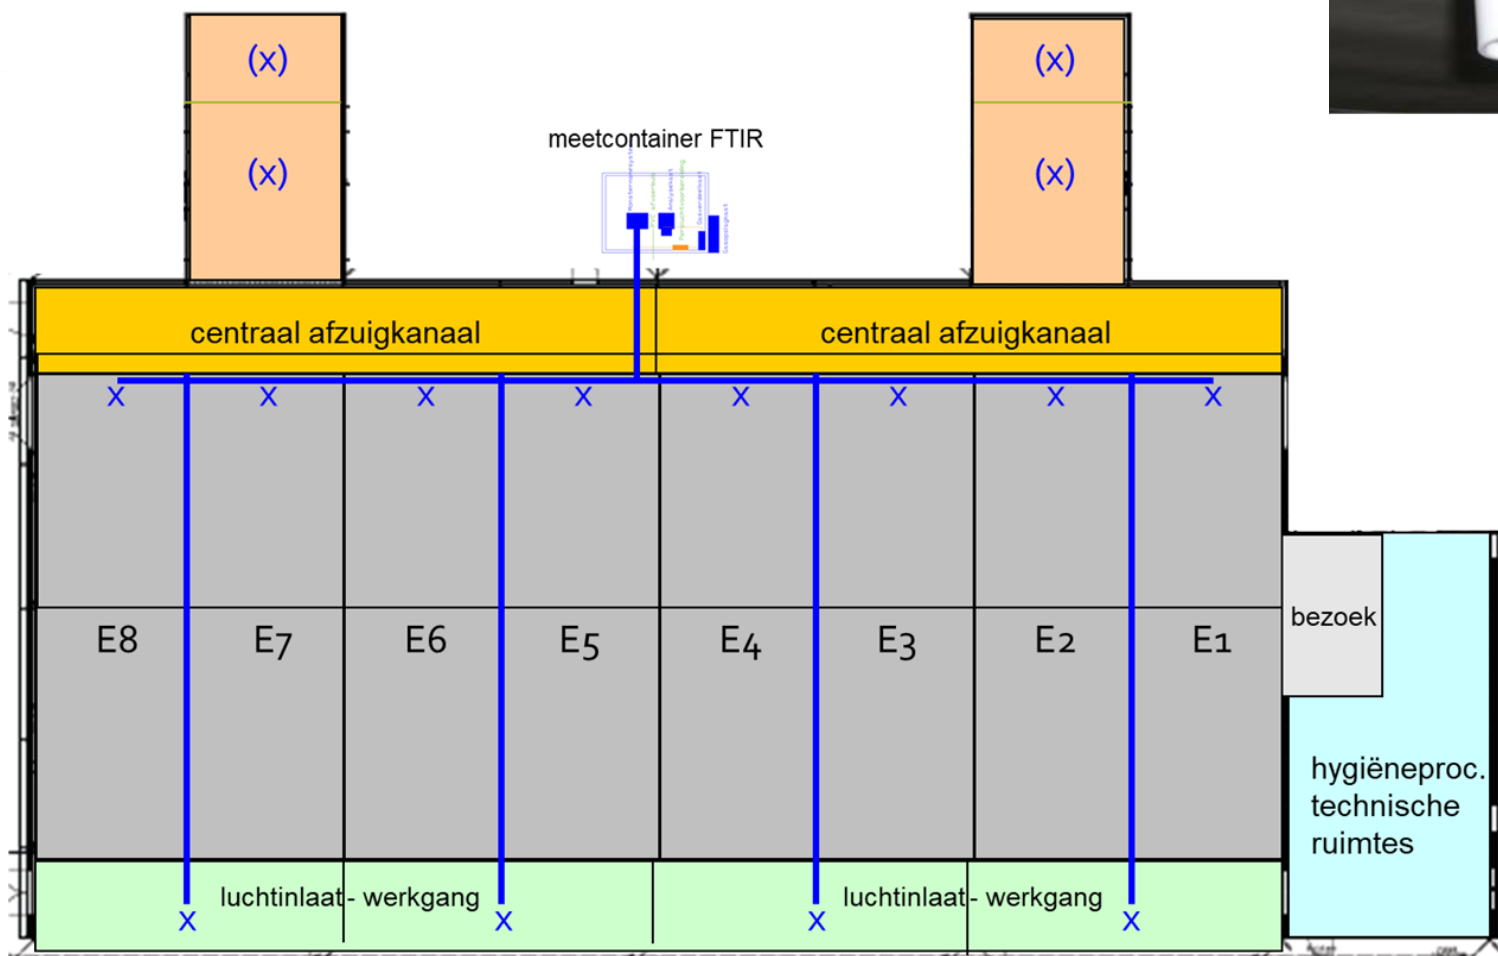 (x)
(x)
meetcontainer FTIR
(x)
(x)
centraal afzuigkanaal
centraal afzuigkanaal
x x x x x x x x
E8 E7 E6 E5 E4 E3 E2 E1
bezoek
hygiëneproc.
technische
ruimtes
luchtinlaat - werkgang
luchtinlaat - werkgang
x x x x